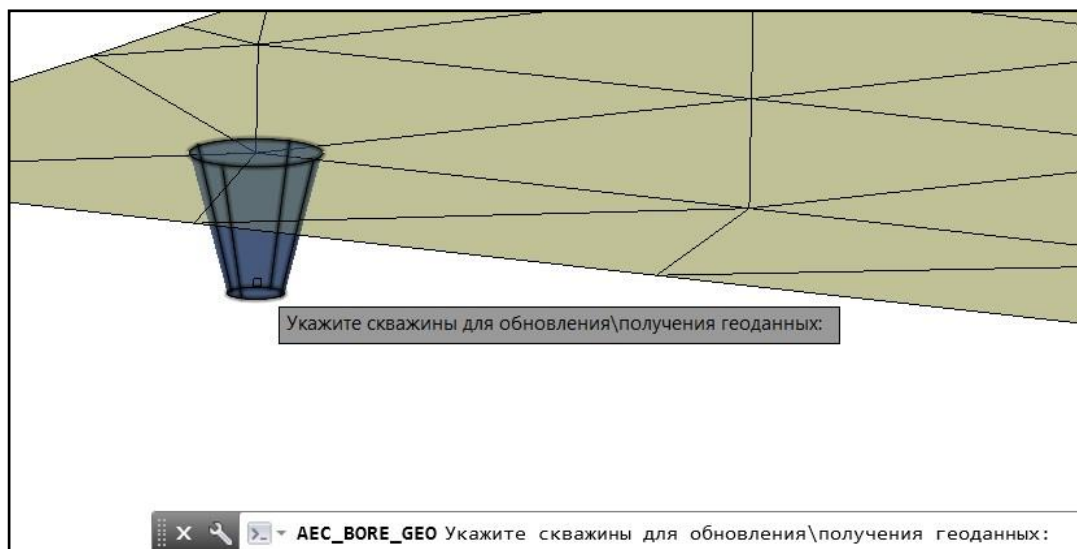 Укажите скважины для обновления\получения геоданных:
AEC_BORE_GEO Укажите скважины для обновления\получения геоданных: